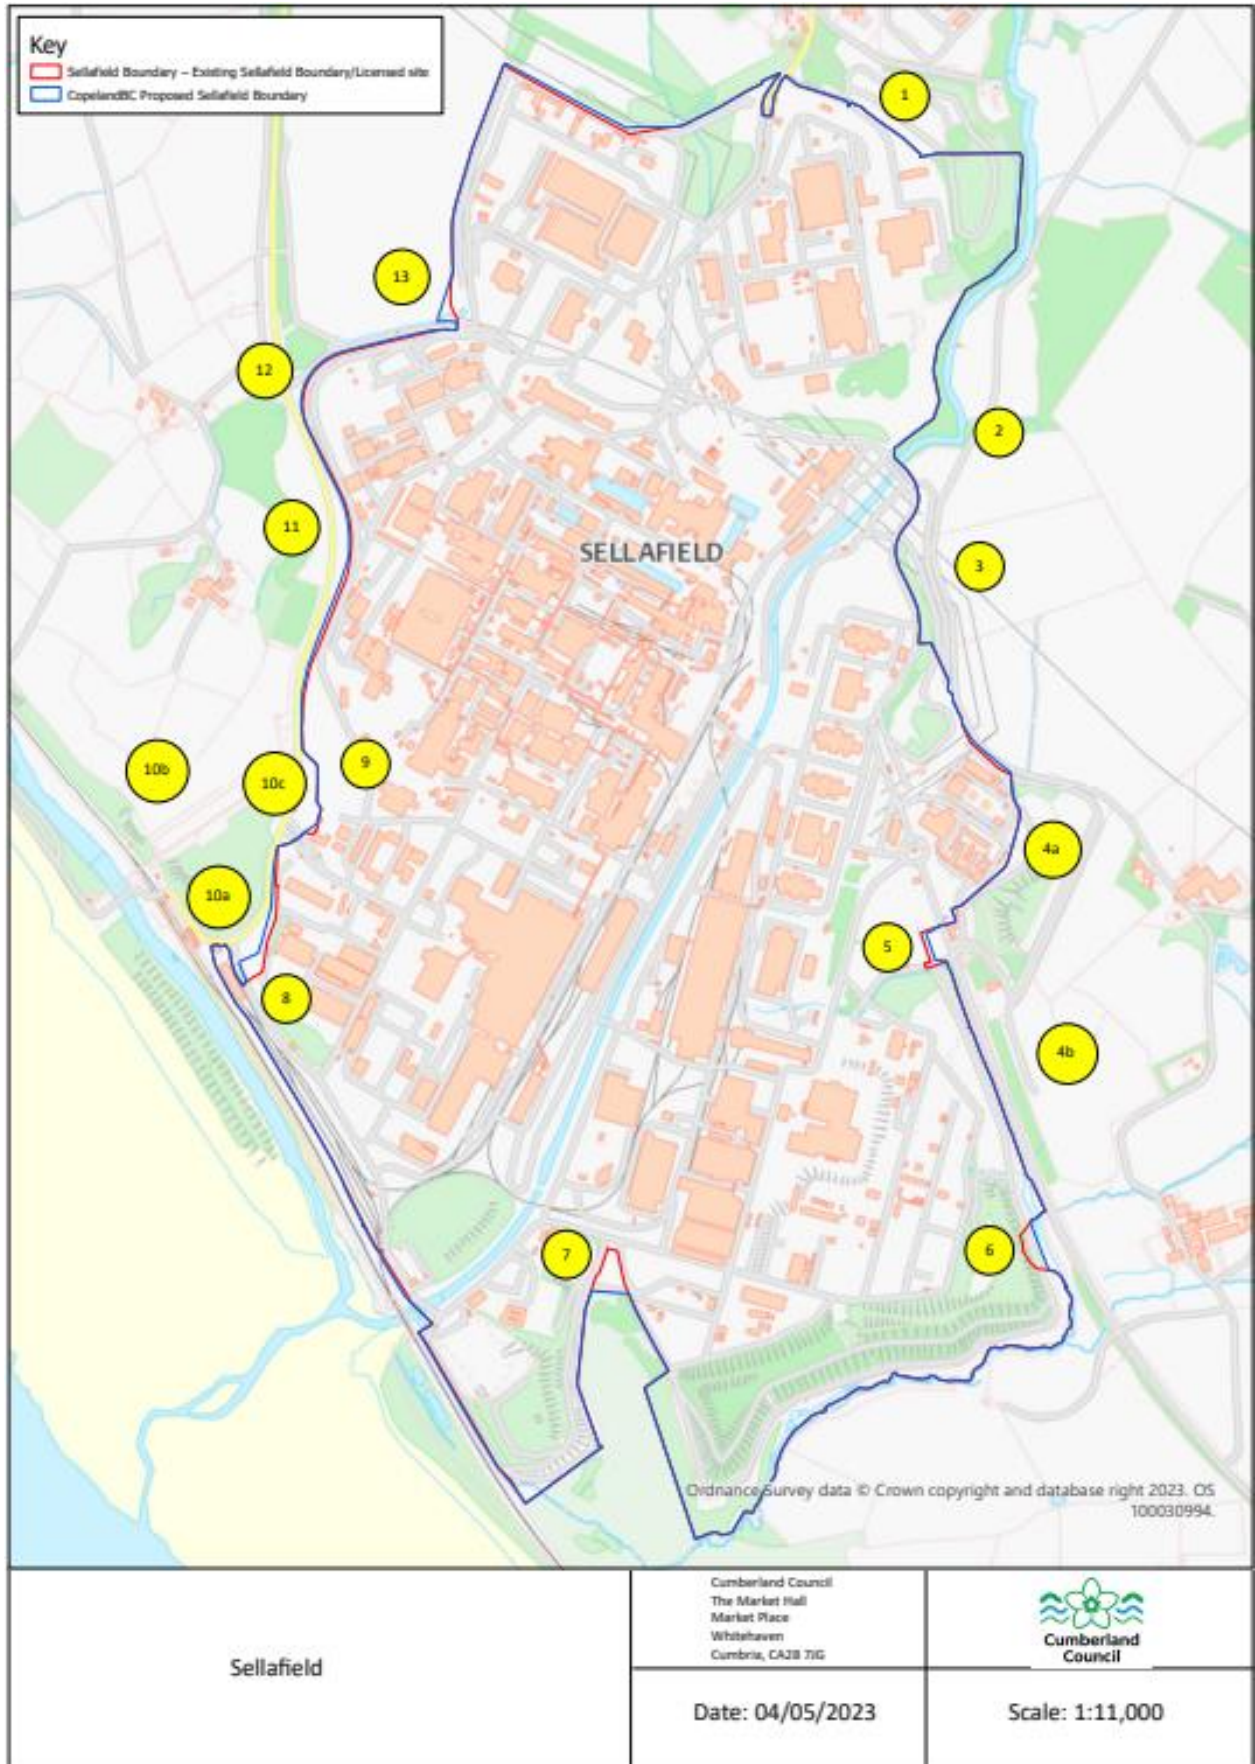 Key
Sellafield Boundary – Existing Sellafield Boundary/Licensed site
CopelandBC Proposed Sellafield Boundary
1
13
12
2
11
SELLAFIELD
3
10b
10c
9
4a
10a
5
8
4b
6
7
Ordnance Survey data © Crown copyright and database right 2023. OS
100030994.
Sellafield
Cumberland Council
The Market Hall
Market Place
Whitehaven
Cumbria, CA28 7JG
Cumberland
Council
Date: 04/05/2023
Scale: 1:11,000